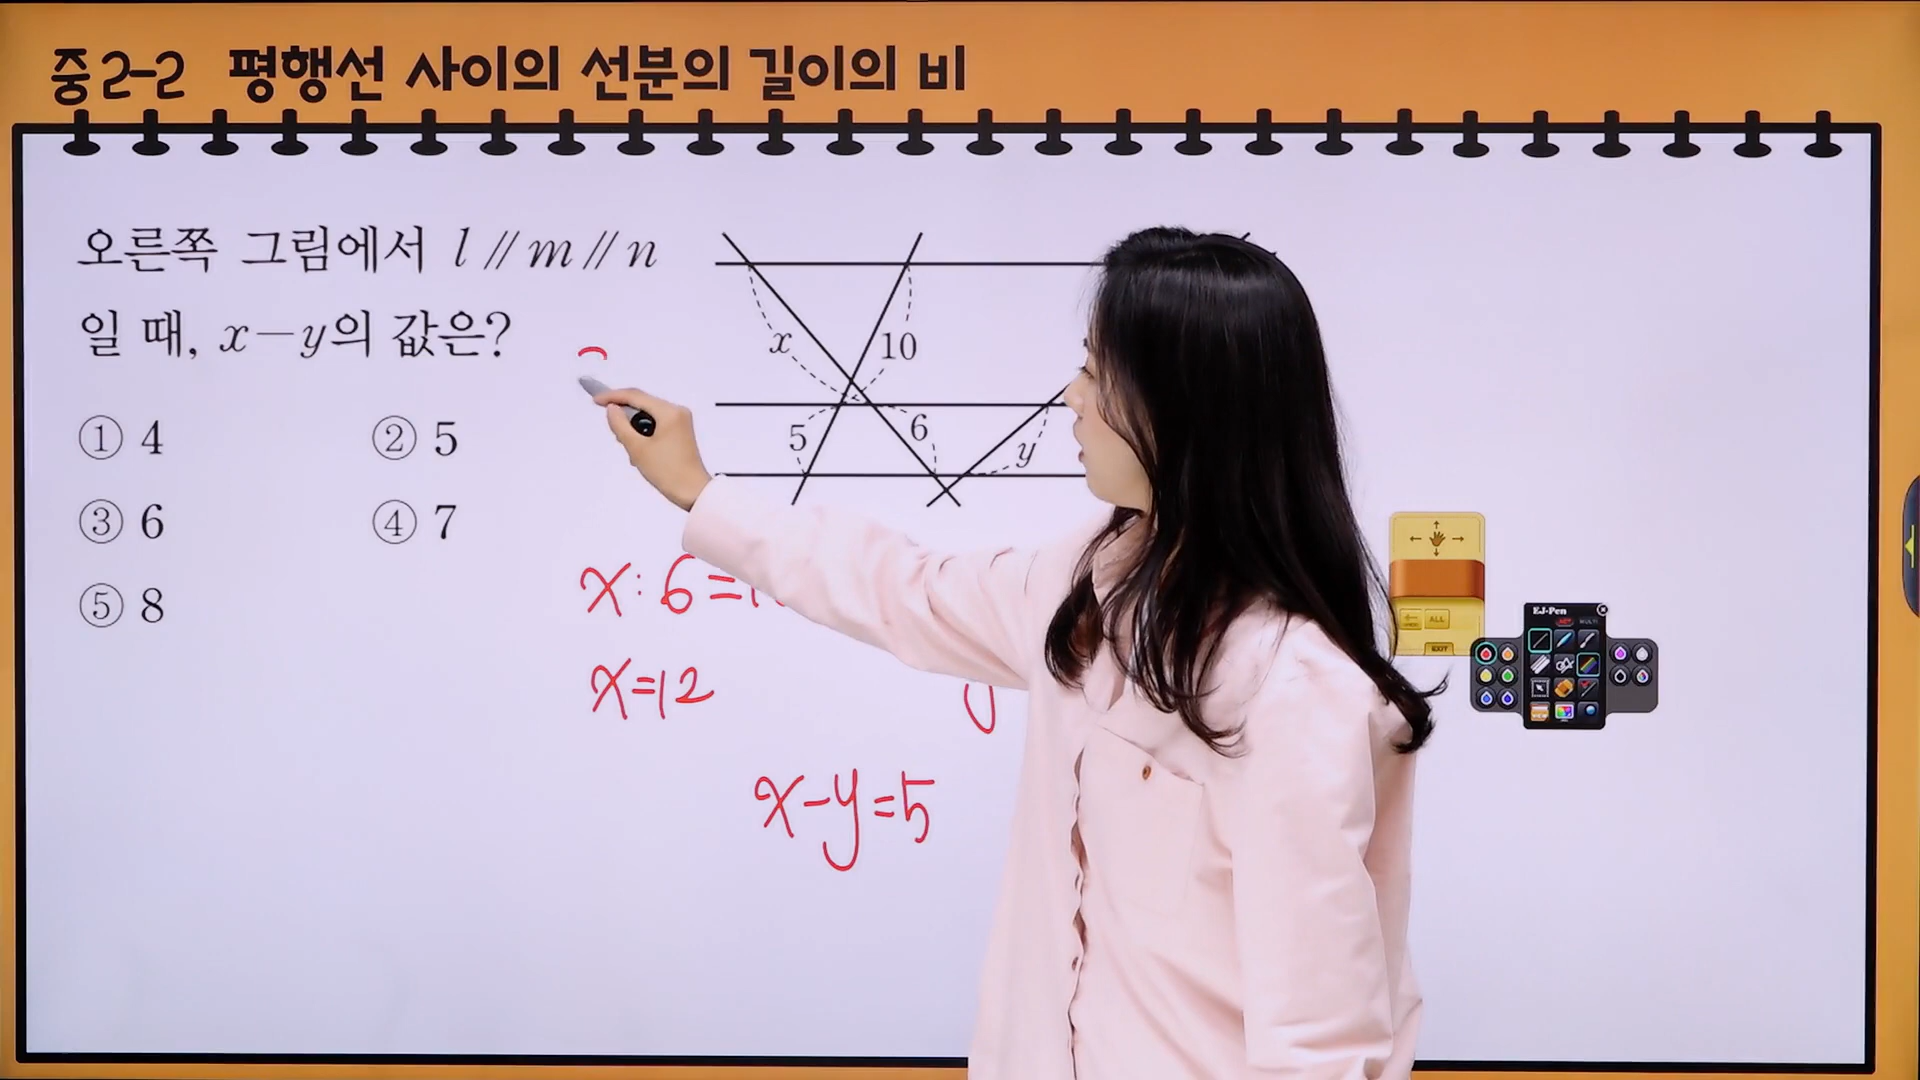 중 2-2 평행선 사이의 선분의 길이의 비
오른쪽 그림에서 l∥m∥n
일 때, x-y의 값은?
① 4 ② 5
③ 6 ④ 7
⑤ 8
x 10
5 6 y
x:6=
x=12
y
x-y=5
EJ-Pen
ALL
EXIT